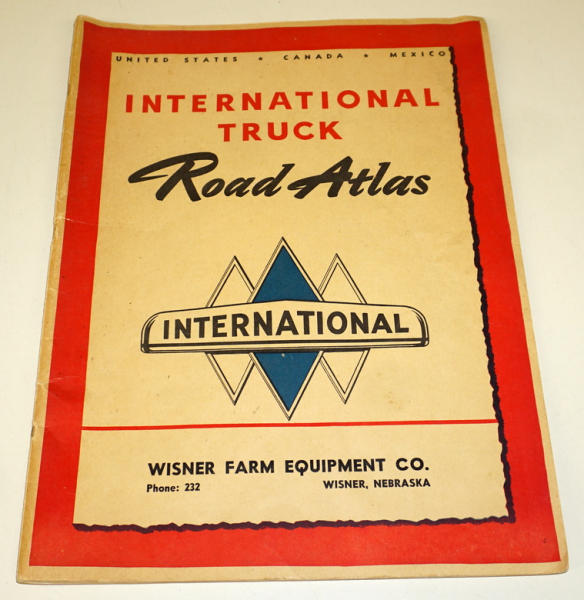 UNITED STATES * CANADA * MEXICO
INTERNATIONAL
TRUCK
Road Atlas
INTERNATIONAL
WISNER FARM EQUIPMENT CO.
Phone: 232 WISNER, NEBRASKA